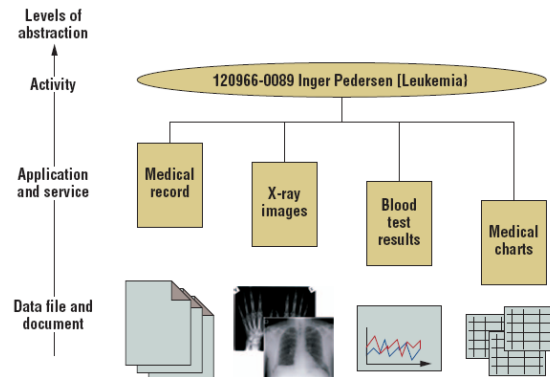 Levels of
abstraction
Activity
120966-0089 Inger Pedersen [Leukemia}
Application
and service
Medical
record
X-ray
images
Blood
test
results
Medical
charts
Data file and
document